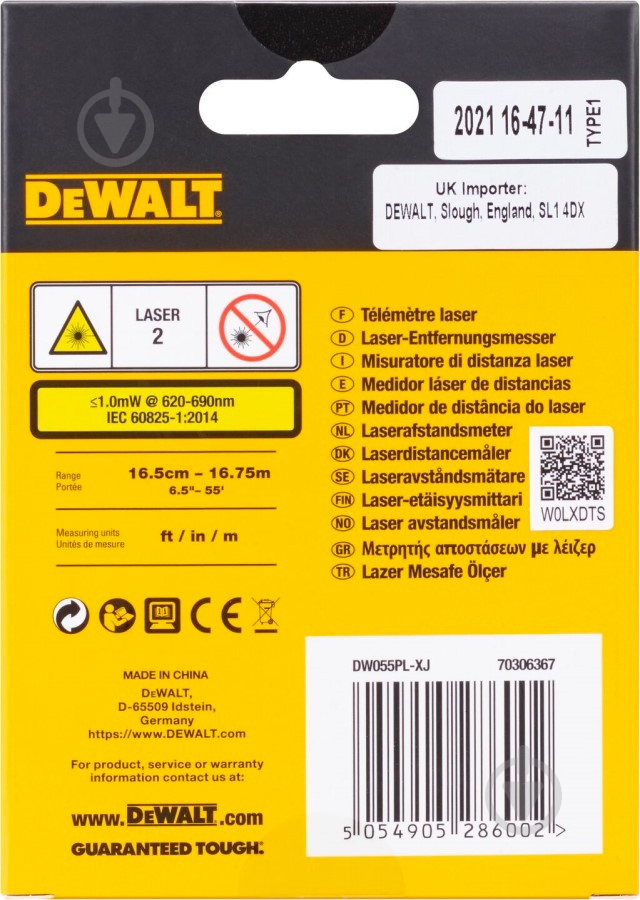 2021 16-47-11
TYPE1
UK Importer:
DEWALT, Slough, England, SL1 4DX
DEWALT®
LASER
2
≤1.0mW @ 620-690nm
IEC 60825-1:2014
Range
Portée
16.5cm – 16.75m
6.5"– 55'
Measuring units
Unités de mesure
ft / in / m
F Télémètre laser
D Laser-Entfernungsmesser
I Misuratore di distanza laser
E Medidor láser de distancias
PT Medidor de distância do laser
NL Laserafstandsmeter
DK Laserdistancemåler
SE Laseravståndsmätare
FIN Laser-etäisyysmittari
NO Laser avstandsmåler
GR Μετρητής αποστάσεων με λέιζερ
TR Lazer Mesafe Ölçer
W0LXDTS
CE
MADE IN CHINA
DEWALT,
D-65509 Idstein,
Germany
https://www.DEWALT.com
For product, service or warranty
information contact us at:
www.DEWALT.com
GUARANTEED TOUGH.
DW055PL-XJ 70306367
5 054905 286002 >